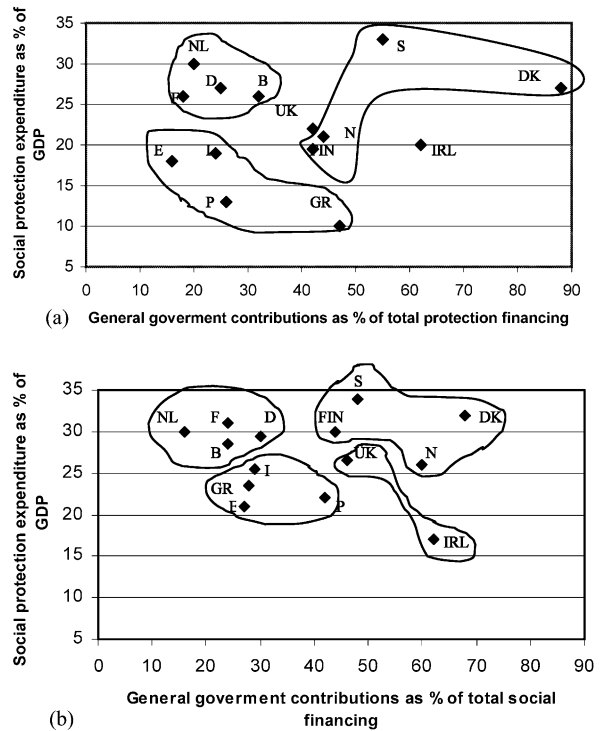 Social protection expenditure as % of
GDP
35
30
25
20
15
10
5
NL
S
D
B
DK
F
UK
N
E
I
IN
IRL
P
GR
0
10
20
30
40
50
60
70
80
90
(a)
General goverment contributions as % of total protection financing
Social protection expenditure as % of
GDP
35
30
25
20
15
10
5
S
NL
F
D
FIN
DK
B
UK
N
I
GR
E
P
IRL
0
10
20
30
40
50
60
70
80
90
General goverment contributions as % of total social
financing
(b)